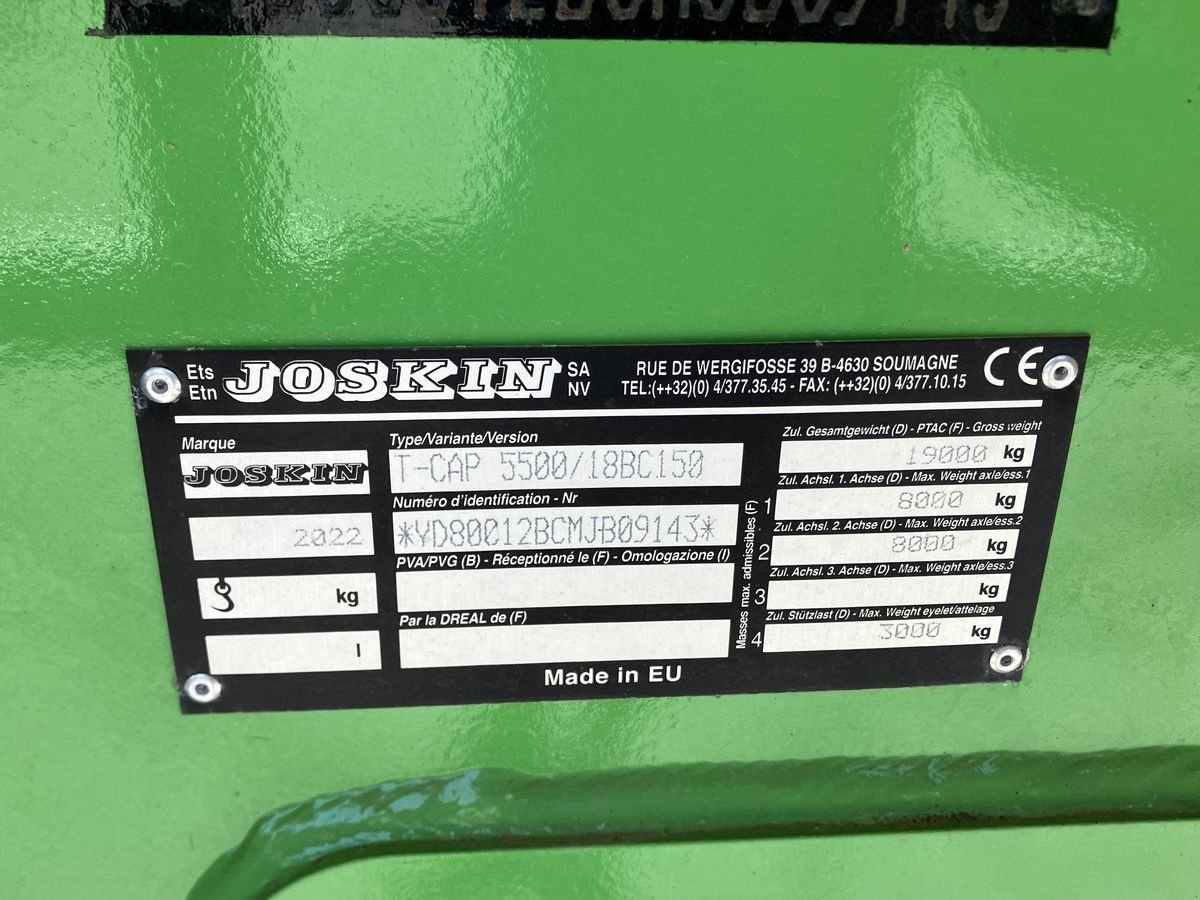 Ets Etn JOSKIN SA NV
RUE DE WERGIFOSSE 39 B-4630 SOUMAGNE
TEL:(++32)(0) 4/377.35.45 - FAX: (++32)(0) 4/377.10.15
CE
Marque
JOSKIN
2022
kg
l
Type/Variante/Version
T-CAP 5500/18BC150
Numéro d'identification - Nr
*YD80012BCMJB09143*
PVA/PVG (B) - Réceptionné le (F) - Omologazione (I)
Par la DREAL de (F)
Made in EU
Masses max. admissibles (F)
Zul. Gesamtgewicht (D) - PTAC (F) - Gross weight
19000 kg
Zul. Achsl. 1. Achse (D) - Max. Weight axle/ess.1
1 8000 kg
Zul. Achsl. 2. Achse (D) - Max. Weight axle/ess.2
2 8000 kg
Zul. Achsl. 3. Achse (D) - Max. Weight axle/ess.3
3 kg
Zul. Stützlast (D) - Max. Weight eyelet/attelage
4 3000 kg